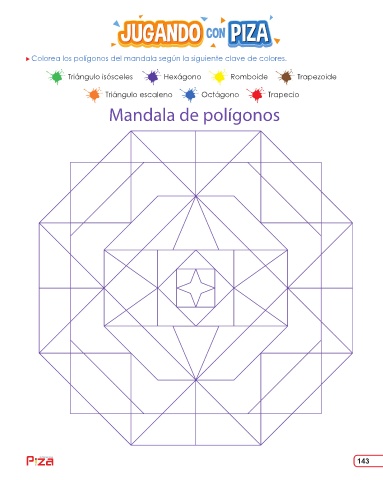 JUGANDO CON PIZA
Colorea los polígonos del mandala según la siguiente clave de colores.
Triángulo isósceles Hexágono Romboide Trapezoide
Triángulo escaleno Octágono Trapecio
Mandala de polígonos
Piza
143